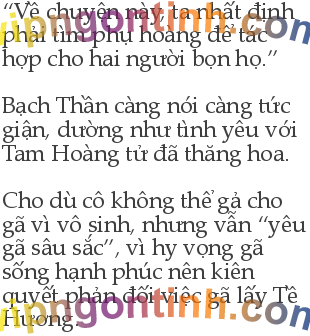 “Về chuyện này, ta nhất định
phải tìm phụ hoàng để tác
hợp cho hai người bọn họ.”
Bạch Thần càng nói càng tức
giận, dường như tình yêu với
Tam Hoàng tử đã thăng hoa.
Cho dù cô không thể gả cho
gã vì vô sinh, nhưng vẫn “yêu
gã sâu sắc”, vì hy vọng gã
sống hạnh phúc nên kiên
quyết phản đối việc gã lấy Tề
Hương.